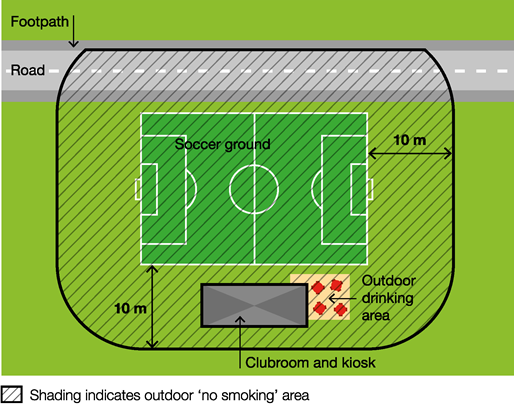 Footpath
Road
Soccer ground
10 m
Outdoor
drinking
area
10 m
Clubroom and kiosk
Shading indicates outdoor ‘no smoking’ area